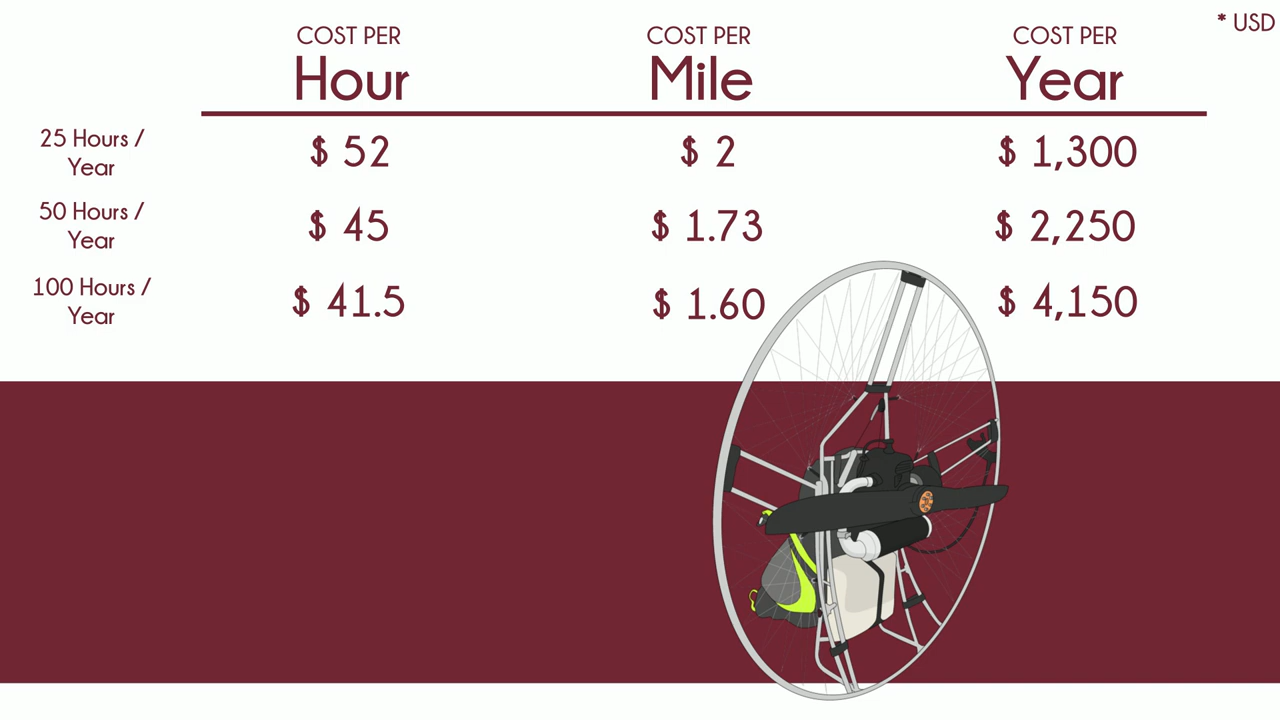 * USD
COST PER COST PER COST PER
Hour Mile Year
25 Hours / Year $ 52 $ 2 $ 1,300
50 Hours / Year $ 45 $ 1.73 $ 2,250
100 Hours / Year $ 41.5 $ 1.60 $ 4,150